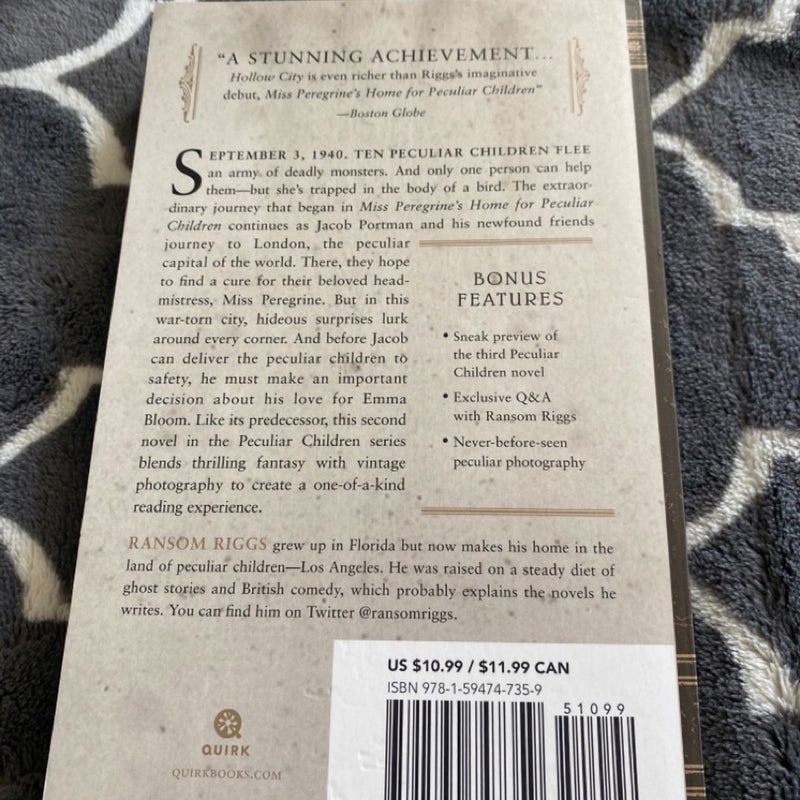 “A STUNNING ACHIEVEMENT...
Hollow City is even richer than Riggs’s imaginative
debut, Miss Peregrine’s Home for Peculiar Children”
—Boston Globe
SEPTEMBER 3, 1940. TEN PECULIAR CHILDREN FLEE
an army of deadly monsters. And only one person can help
them—but she’s trapped in the body of a bird. The extraor-
dinary journey that began in Miss Peregrine’s Home for Peculiar
Children continues as Jacob Portman and his newfound friends
journey to London, the peculiar
capital of the world. There, they hope
to find a cure for their beloved head-
mistress, Miss Peregrine. But in this
war-torn city, hideous surprises lurk
around every corner. And before Jacob
can deliver the peculiar children to
safety, he must make an important
decision about his love for Emma
Bloom. Like its predecessor, this second
novel in the Peculiar Children series
blends thrilling fantasy with vintage
photography to create a one-of-a-kind
reading experience.
BONUS
FEATURES
• Sneak preview of
the third Peculiar
Children novel
• Exclusive Q&A
with Ransom Riggs
• Never-before-seen
peculiar photography
RANSOM RIGGS grew up in Florida but now makes his home in the
land of peculiar children—Los Angeles. He was raised on a steady diet of
ghost stories and British comedy, which probably explains the novels he
writes. You can find him on Twitter @ransomriggs.
US $10.99 / $11.99 CAN
ISBN 978-1-59474-735-9
51099
QUIRK
QUIRKBOOKS.COM